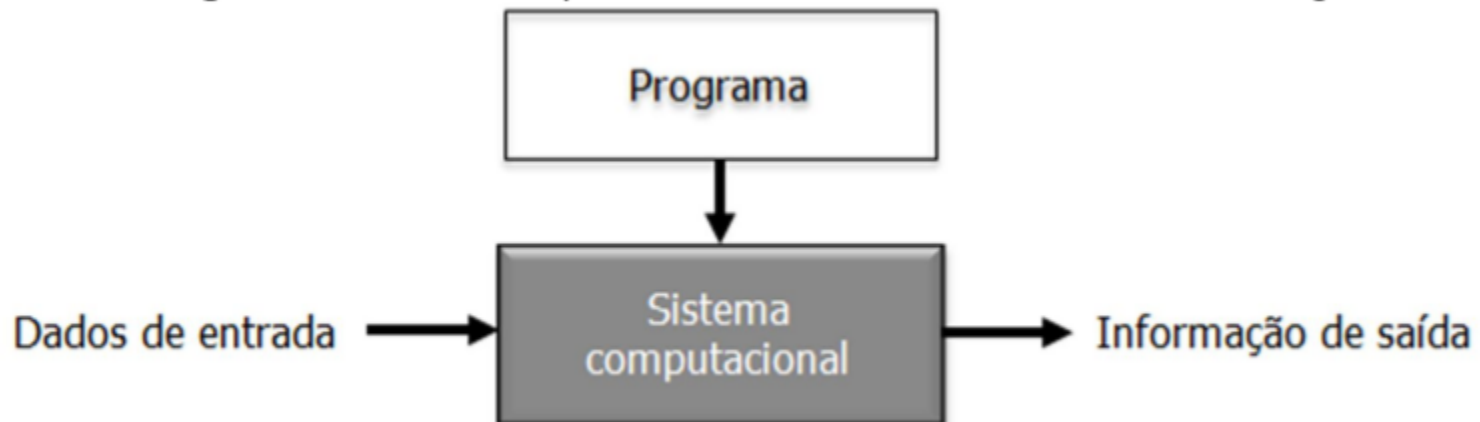 Programa
Sistema
computacional
Dados de entrada
Informação de saída